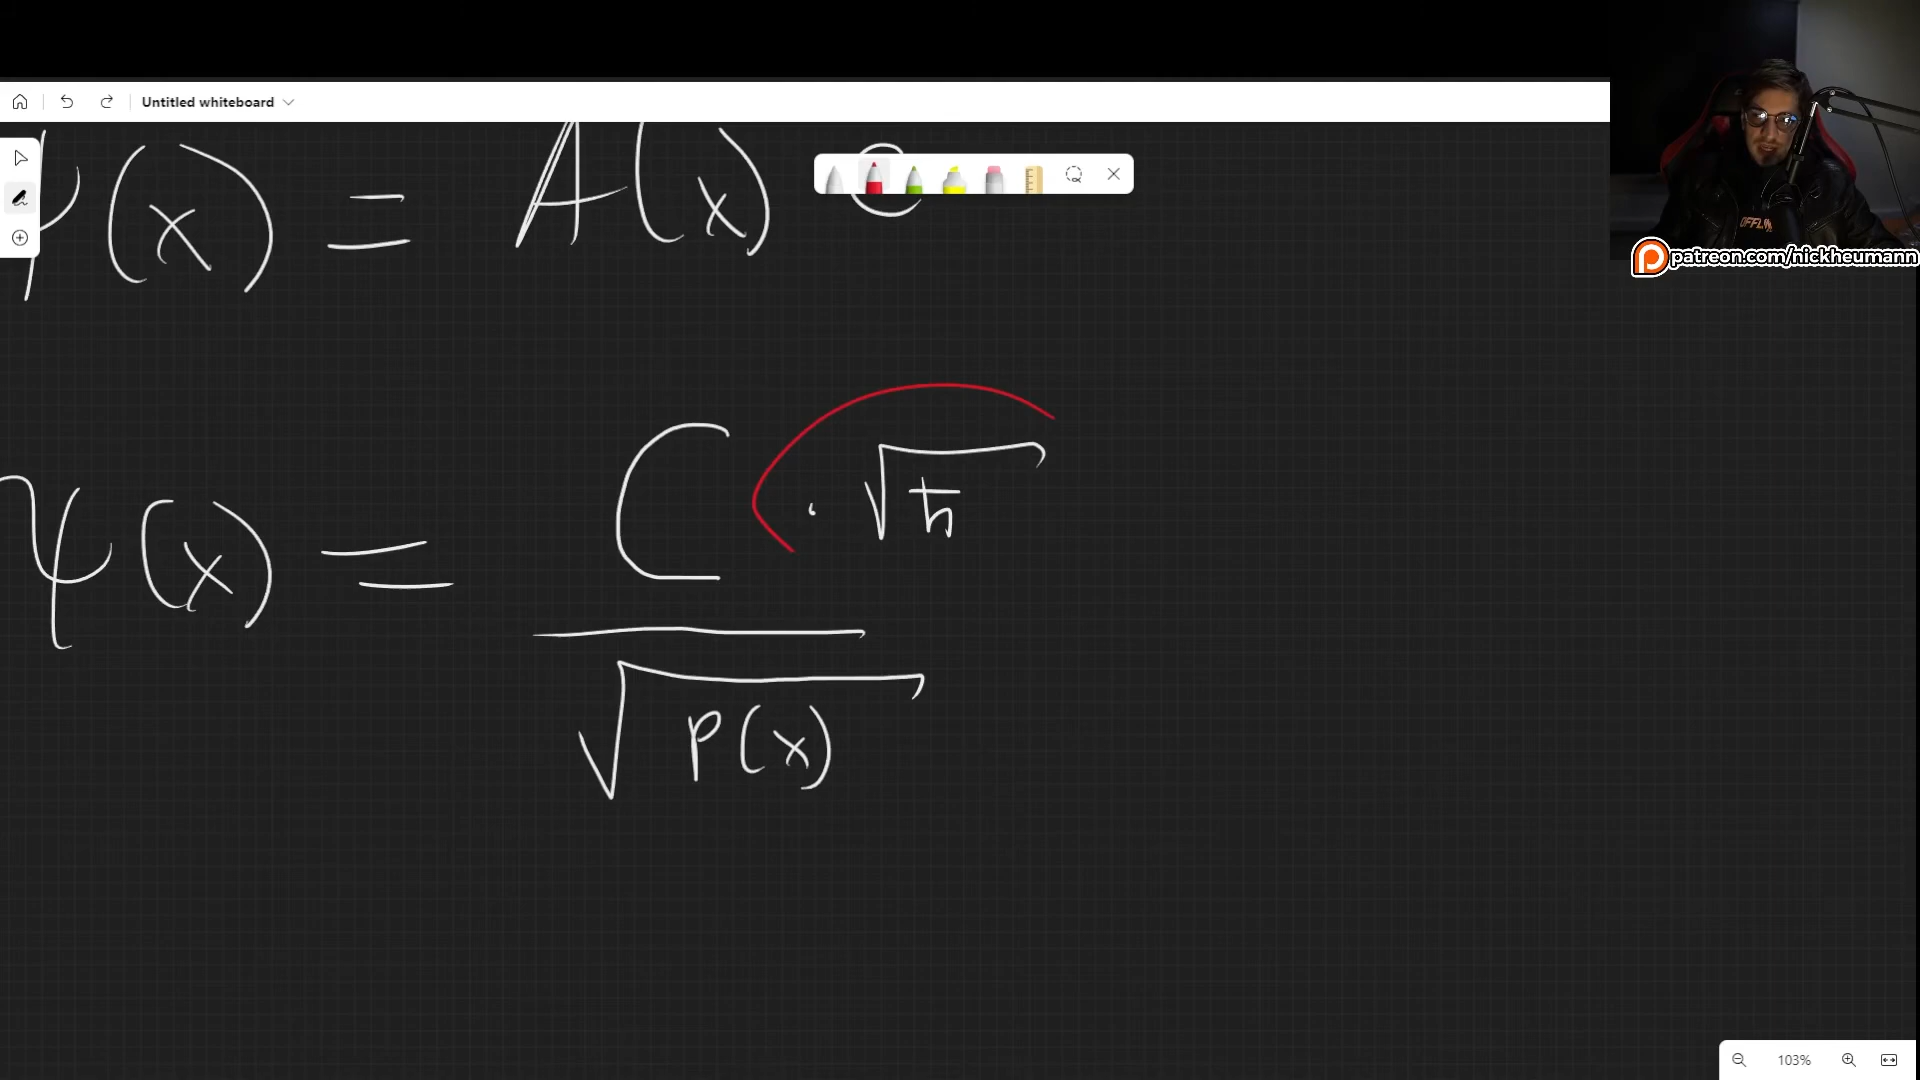 Untitled whiteboard
ψ(x) = A(x) e
patreon.com/nickheumann
ψ(x) = C · √ħ
√p(x)
103%